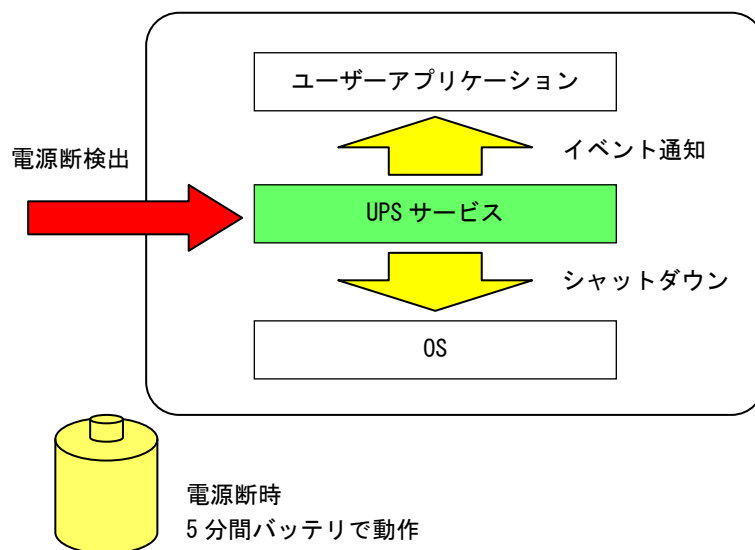 ユーザーアプリケーション
イベント通知
電源断検出
UPS サービス
シャットダウン
OS
電源断時
5 分間バッテリで動作